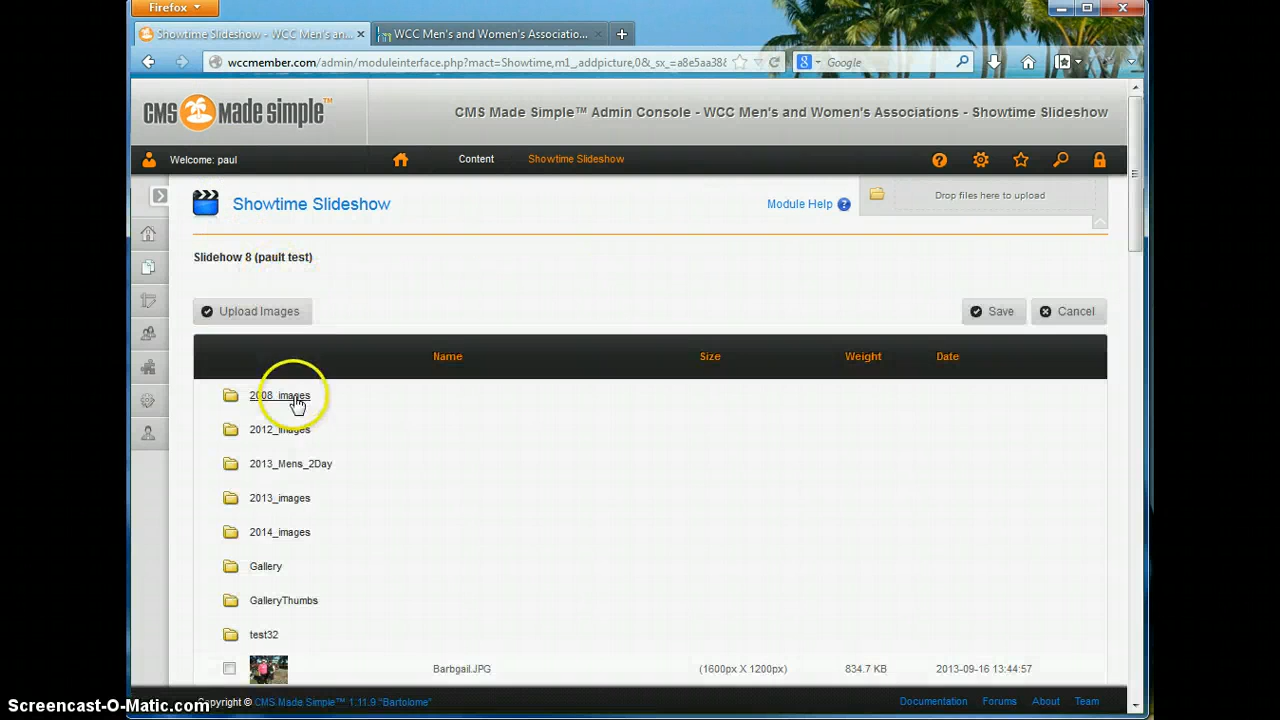 Firefox
Showtime Slideshow - WCC Men's an...
WCC Men's and Women's Associatio...
wccmember.com/admin/moduleinterface.php?mact=Showtime,m1_,addpicture,0&_sx_=a8e5aa38
Google
CMS made simple™
CMS Made Simple™ Admin Console - WCC Men's and Women's Associations - Showtime Slideshow
Welcome: paul
Content
Showtime Slideshow
Showtime Slideshow
Module Help
Drop files here to upload
Slidehow 8 (pault test)
Upload Images
Save
Cancel
Name Size Weight Date
2008_images
2012_images
2013_Mens_2Day
2013_images
2014_images
Gallery
GalleryThumbs
test32
Barbgail.JPG (1600px X 1200px) 834.7 KB 2013-09-16 13:44:57
Copyright © CMS Made Simple™ 1.11.9 "Bartolome"
Documentation Forums About Team
Screencast-O-Matic.com